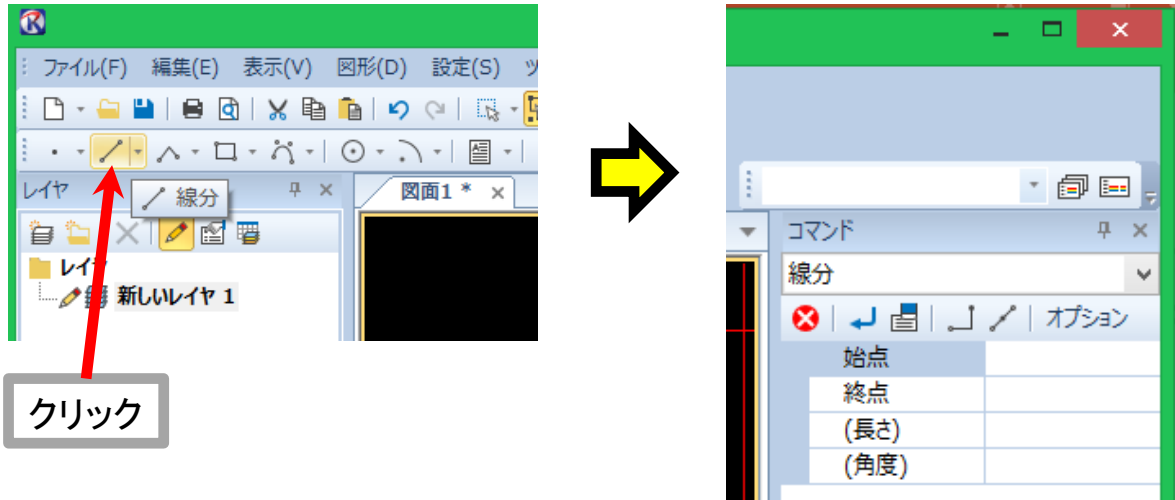 ファイル(F) 編集(E) 表示(V) 図形(D) 設定(S)
レイヤ
線分
図面1 *
レイヤ
新しいレイヤ 1
クリック
コマンド
線分
オプション
始点
終点
(長さ)
(角度)